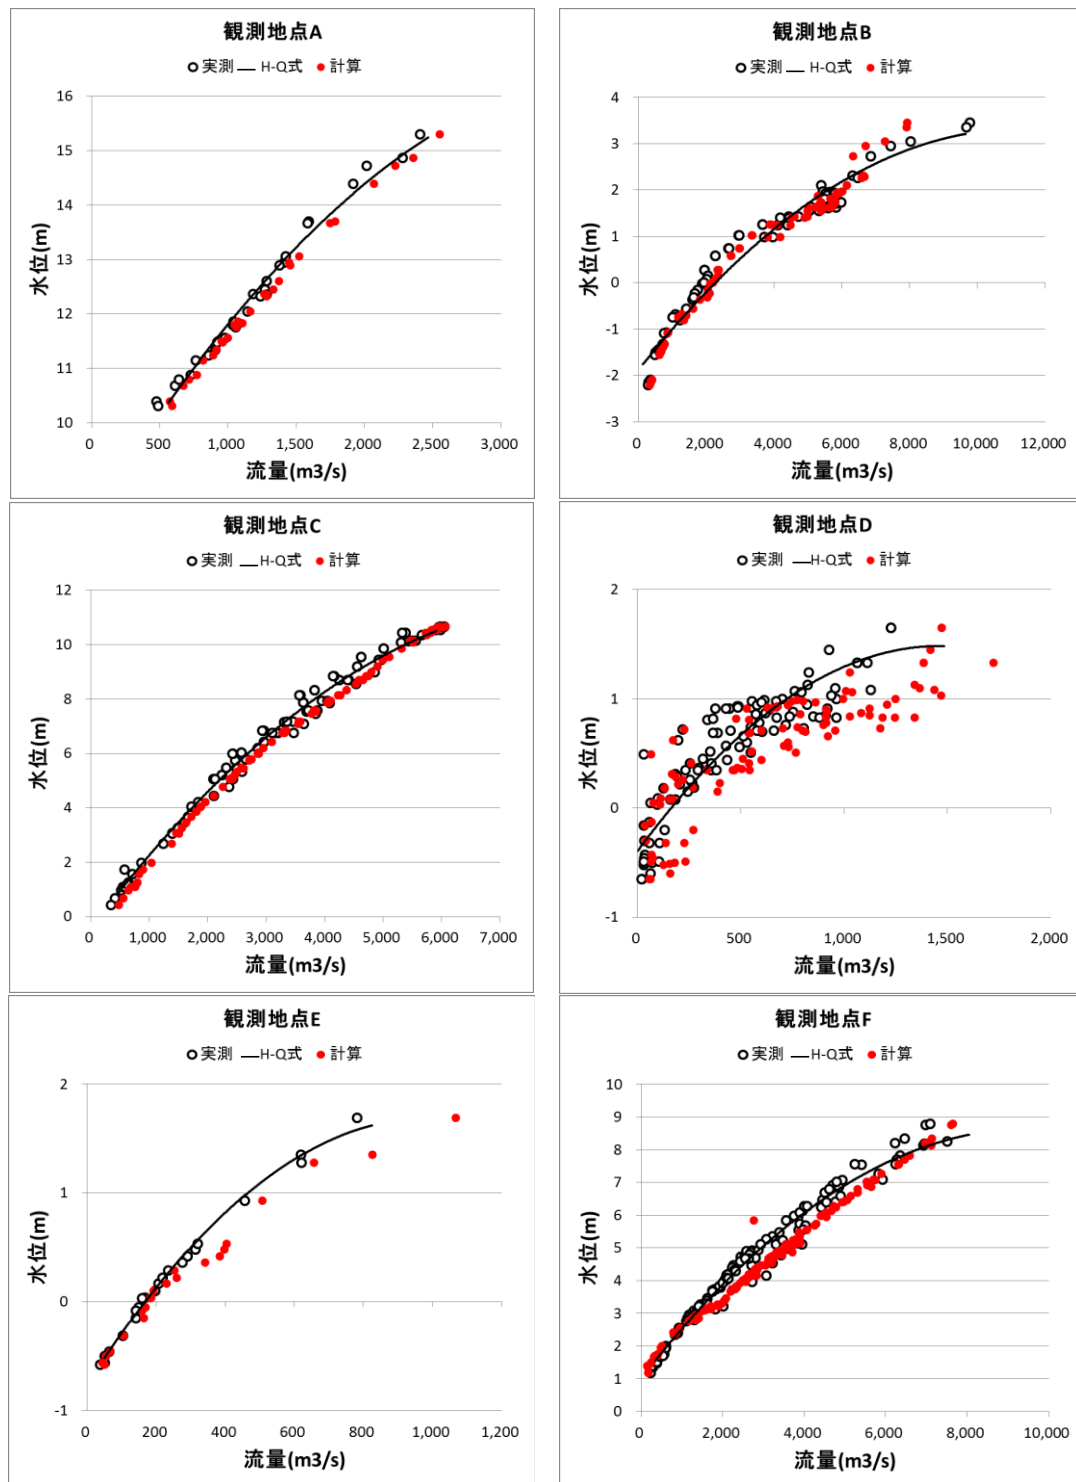 観測地点A
実測 H-Q式 計算
16
15
14
13
12
11
10
水位(m)
0 500 1,000 1,500 2,000 2,500 3,000
流量(m3/s)
観測地点B
実測 H-Q式 計算
4
3
2
1
0
-1
-2
-3
水位(m)
0 2,000 4,000 6,000 8,000 10,000 12,000
流量(m3/s)
観測地点C
実測 H-Q式 計算
12
10
8
6
4
2
0
水位(m)
0 1,000 2,000 3,000 4,000 5,000 6,000 7,000
流量(m3/s)
観測地点D
実測 H-Q式 計算
2
1
0
-1
水位(m)
0 500 1,000 1,500 2,000
流量(m3/s)
観測地点E
実測 H-Q式 計算
2
1
0
-1
水位(m)
0 200 400 600 800 1,000 1,200
流量(m3/s)
観測地点F
実測 H-Q式 計算
10
9
8
7
6
5
4
3
2
1
0
水位(m)
0 2,000 4,000 6,000 8,000 10,000
流量(m3/s)